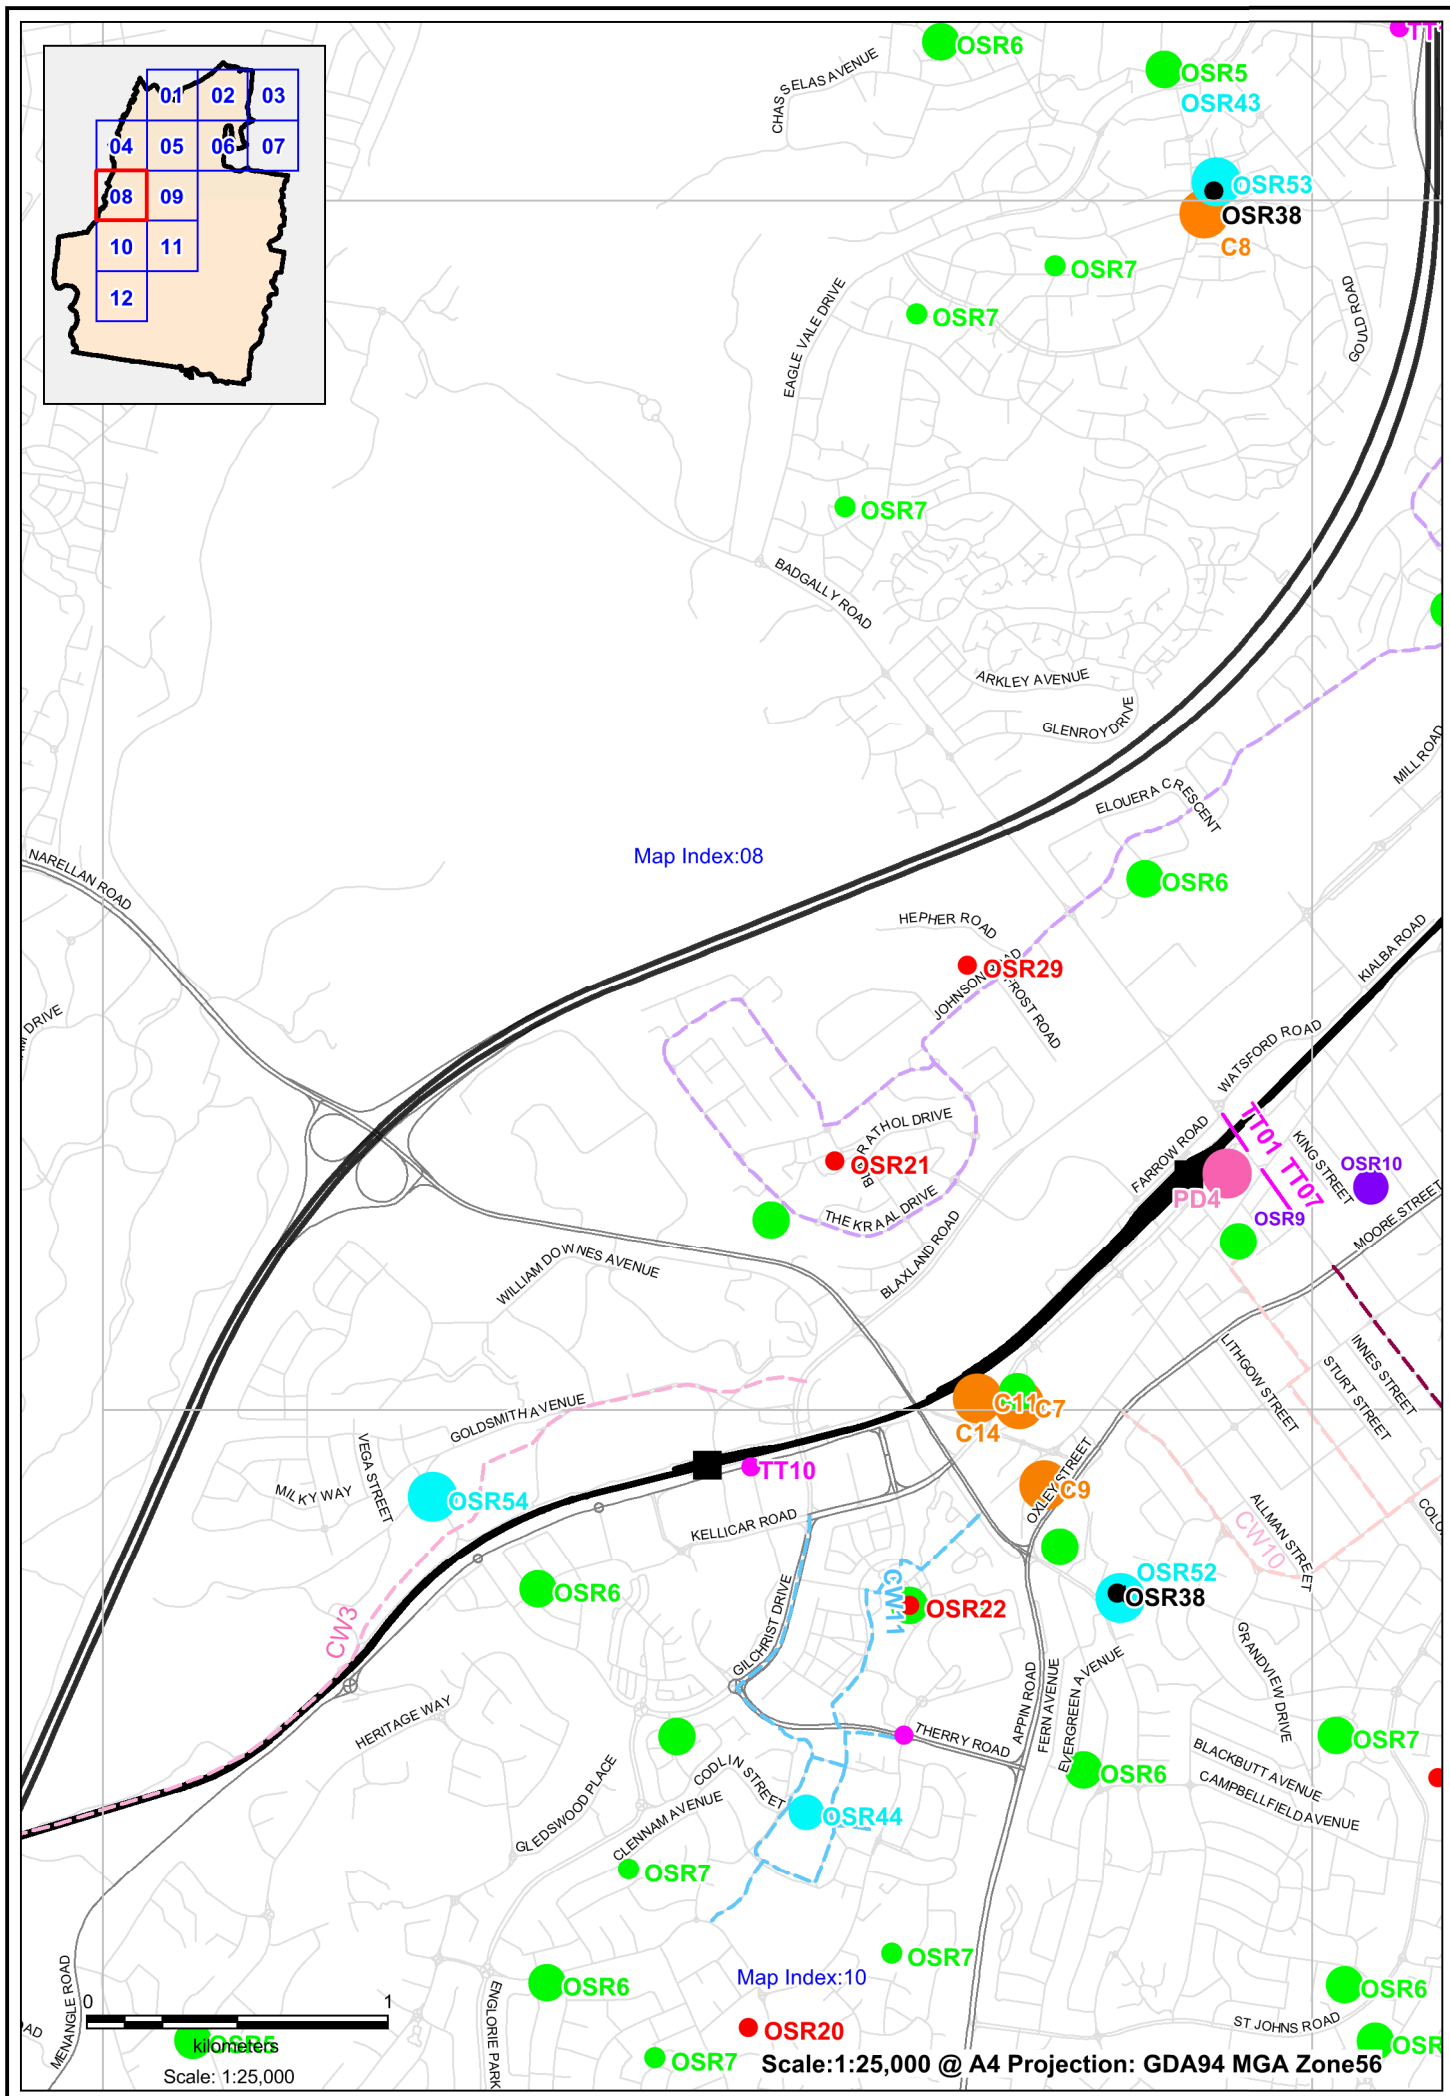 OSR6
TT
OSR5
CHASSELAS AVENUE
OSR43
01
02
03
04
05
06
07
08
09
10
11
12
OSR53
OSR38
C8
OSR7
OSR7
EAGLE VALE DRIVE
GOULD ROAD
OSR7
BADGALLY ROAD
ARKLEY AVENUE
GLENROY DRIVE
MILL ROAD
ELOUERA CRESCENT
Map Index:08
NARELLAN ROAD
OSR6
HEPHER ROAD
KIALBA ROAD
OSR29
JOHNSON ROAD
FROST ROAD
DRIVE
WATSFORD ROAD
TT01 TT07
KING STREET
FARROW ROAD
ATHOL DRIVE
OSR21
OSR10
PD4
OSR9
MOORE STREET
THE KRAAL DRIVE
BLAXLAND ROAD
WILLIAM DOWNES AVENUE
LITHGOW STREET
INNES STREET
STURT STREET
GOLDSMITH AVENUE
C11
C7
C14
VEGA STREET
TT10
MILKY WAY
OSR54
C9
OXLEY STREET
KELLICAR ROAD
ALLMAN STREET
CW10
COLO
OSR52
OSR38
OSR6
CW11
OSR22
CW3
GILCHRIST DRIVE
GRANDVIEW DRIVE
HERITAGE WAY
APPIN ROAD
FERN AVENUE
EVERGREEN AVENUE
THERRY ROAD
OSR7
BLACKBUTT AVENUE
OSR6
CAMPBELLFIELD AVENUE
CODLIN STREET
GLEDSWOOD PLACE
CLENNAM AVENUE
OSR44
OSR7
OSR7
MENANGLE ROAD
Map Index:10
OSR6
ENGLORIE PARK
OSR6
0
1
OAD
OSR5
kilometers
Scale: 1:25,000
OSR20
ST JOHNS ROAD
OSR
OSR7
Scale:1:25,000 @ A4 Projection: GDA94 MGA Zone56